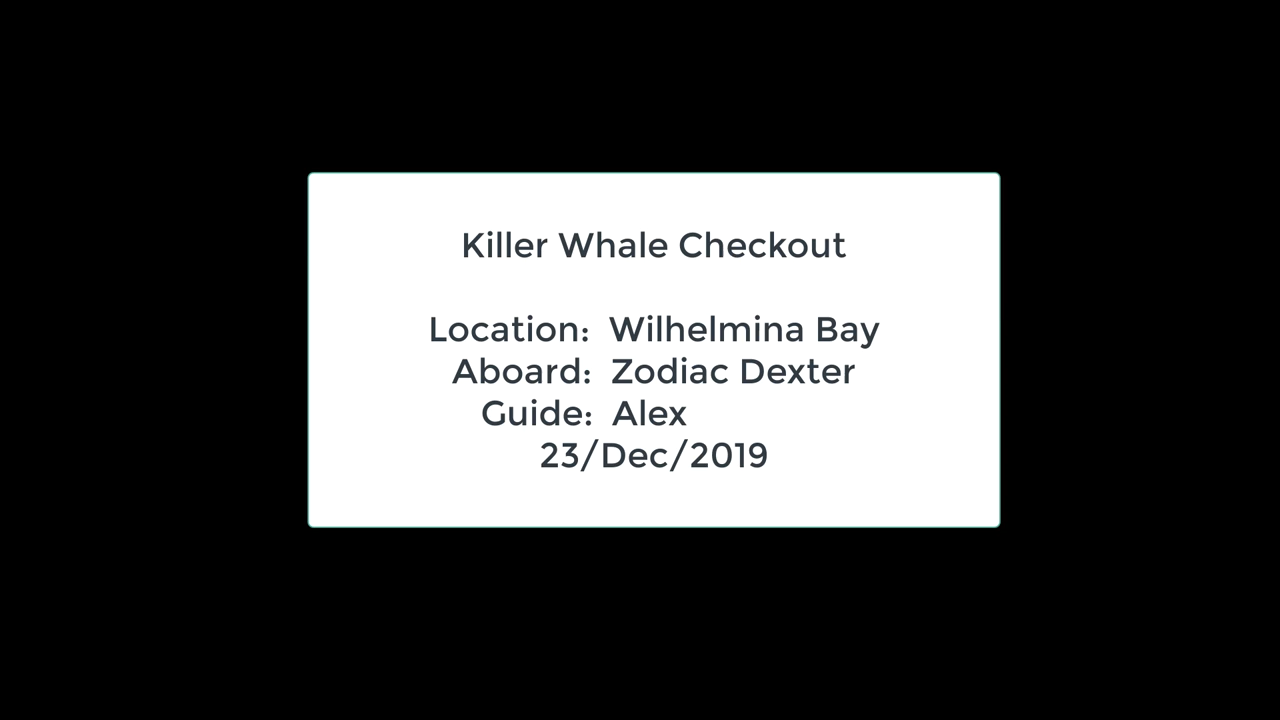 Killer Whale Checkout
Location: Wilhelmina Bay
Aboard: Zodiac Dexter
Guide: Alex
23/Dec/2019